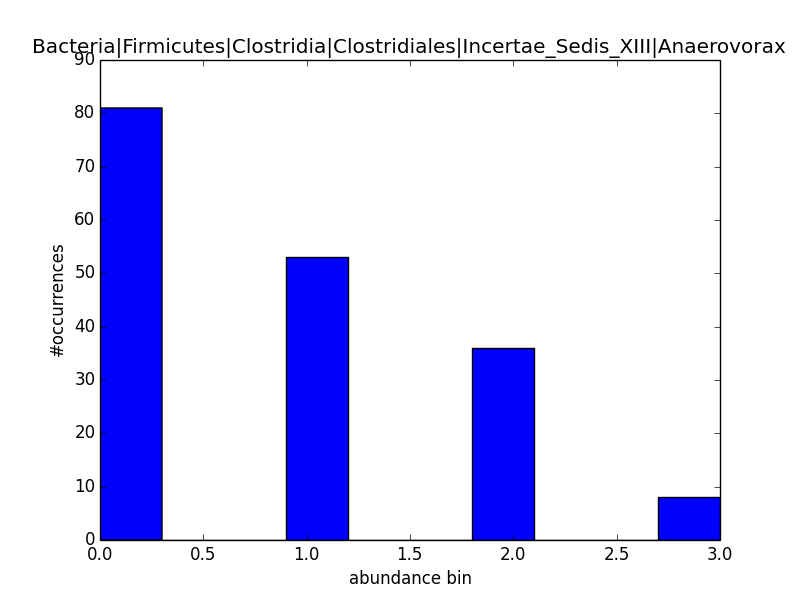 Bacteria|Firmicutes|Clostridia|Clostridiales|Incertae_Sedis_XIII|Anaerovorax
90
80
70
60
50
40
30
20
10
0
#occurrences
0.0 0.5 1.0 1.5 2.0 2.5 3.0
abundance bin